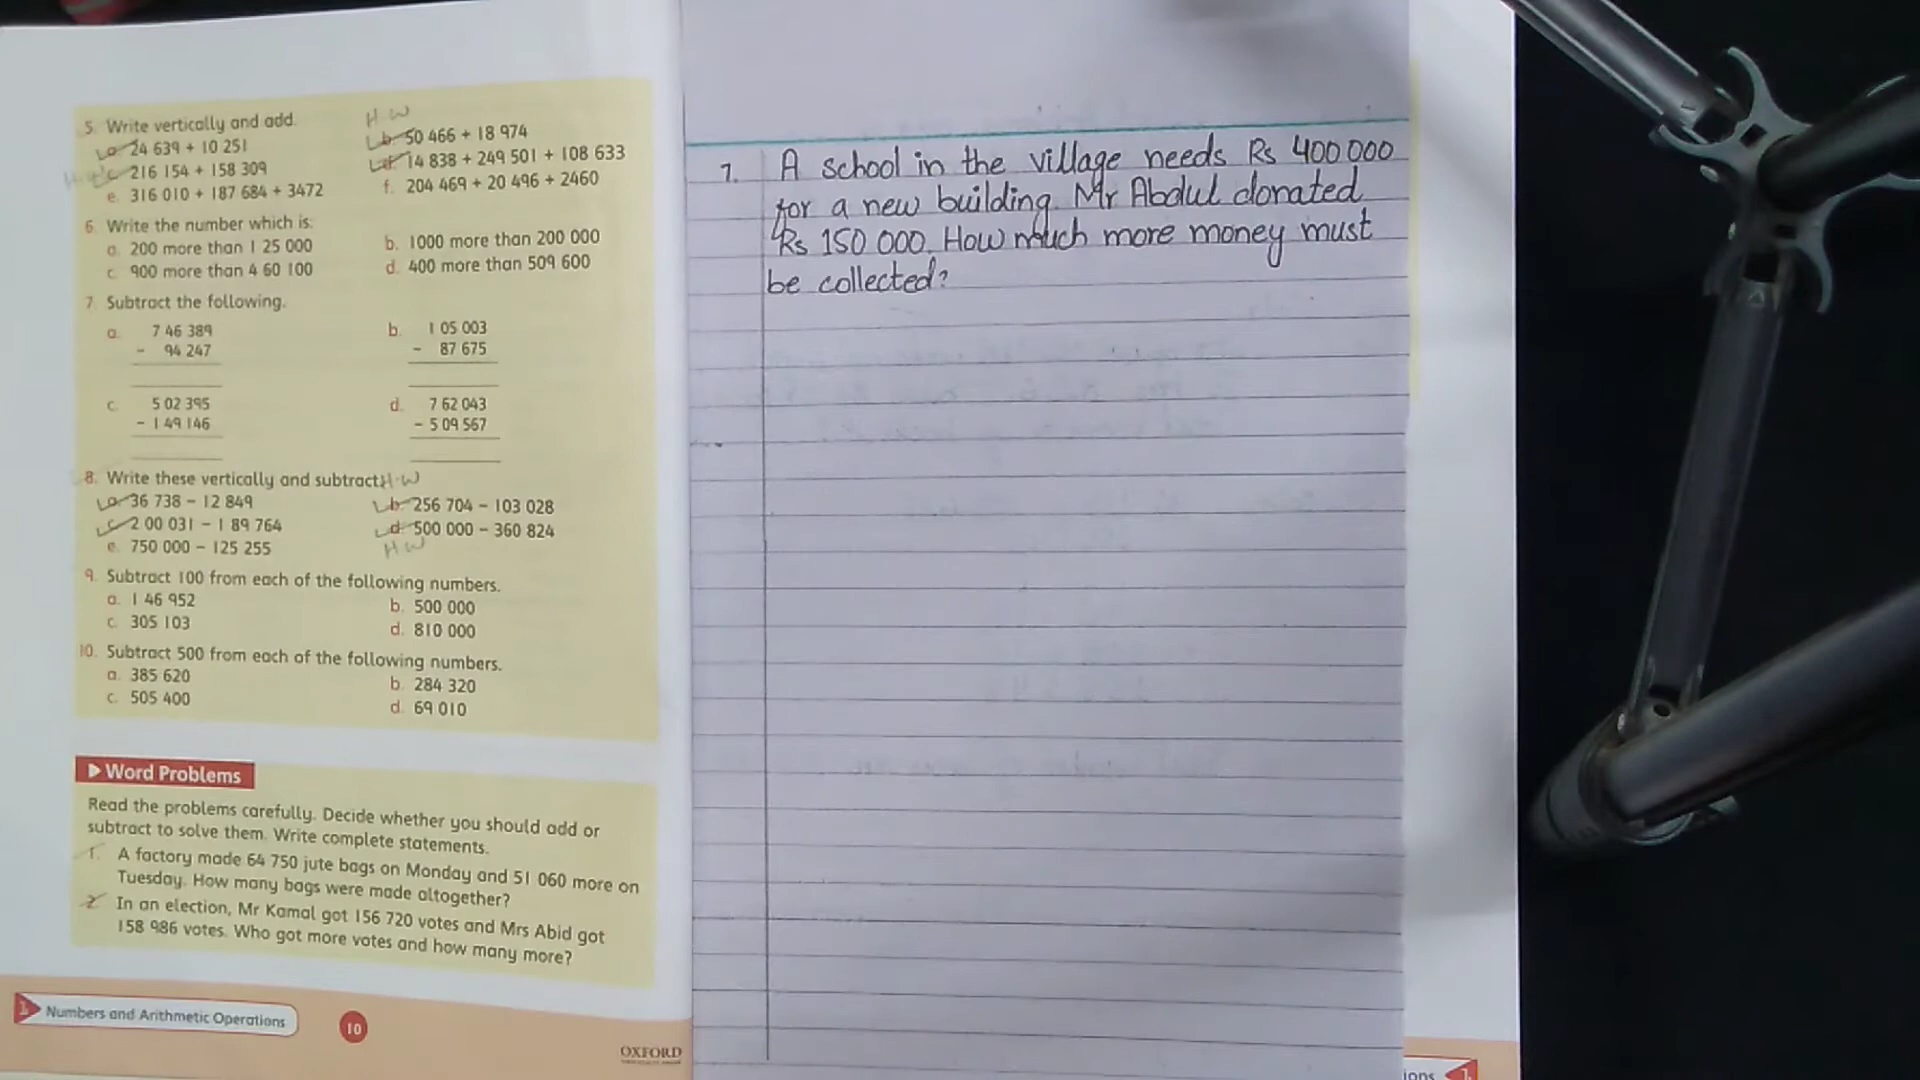 5. Write vertically and add.
H.W
a. 24 639 + 10 251
b. 50 466 + 18 974
c. 216 154 + 158 309
d. 14 838 + 249 501 + 108 633
e. 316 010 + 187 684 + 3472
f. 204 469 + 20 496 + 2460
6. Write the number which is:
a. 200 more than 1 25 000
b. 1000 more than 200 000
c. 900 more than 4 60 100
d. 400 more than 509 600
7. Subtract the following.
a. 7 46 389
- 94 247
b. 1 05 003
- 87 675
c. 5 02 395
- 1 49 146
d. 7 62 043
- 5 09 567
8. Write these vertically and subtract. H.W
a. 36 738 - 12 849
b. 256 704 - 103 028
c. 2 00 031 - 1 89 764
d. 500 000 - 360 824
e. 750 000 - 125 255
HW
9. Subtract 100 from each of the following numbers.
a. 1 46 952
b. 500 000
c. 305 103
d. 810 000
10. Subtract 500 from each of the following numbers.
a. 385 620
b. 284 320
c. 505 400
d. 69 010
Word Problems
Read the problems carefully. Decide whether you should add or
subtract to solve them. Write complete statements.
1. A factory made 64 750 jute bags on Monday and 51 060 more on
Tuesday. How many bags were made altogether?
2. In an election, Mr Kamal got 156 720 votes and Mrs Abid got
158 986 votes. Who got more votes and how many more?
1 Numbers and Arithmetic Operations
10
OXFORD
7. A school in the village needs Rs 400 000
for a new building. Mr Abdul donated
Rs 150 000. How much more money must
be collected?
ions 1